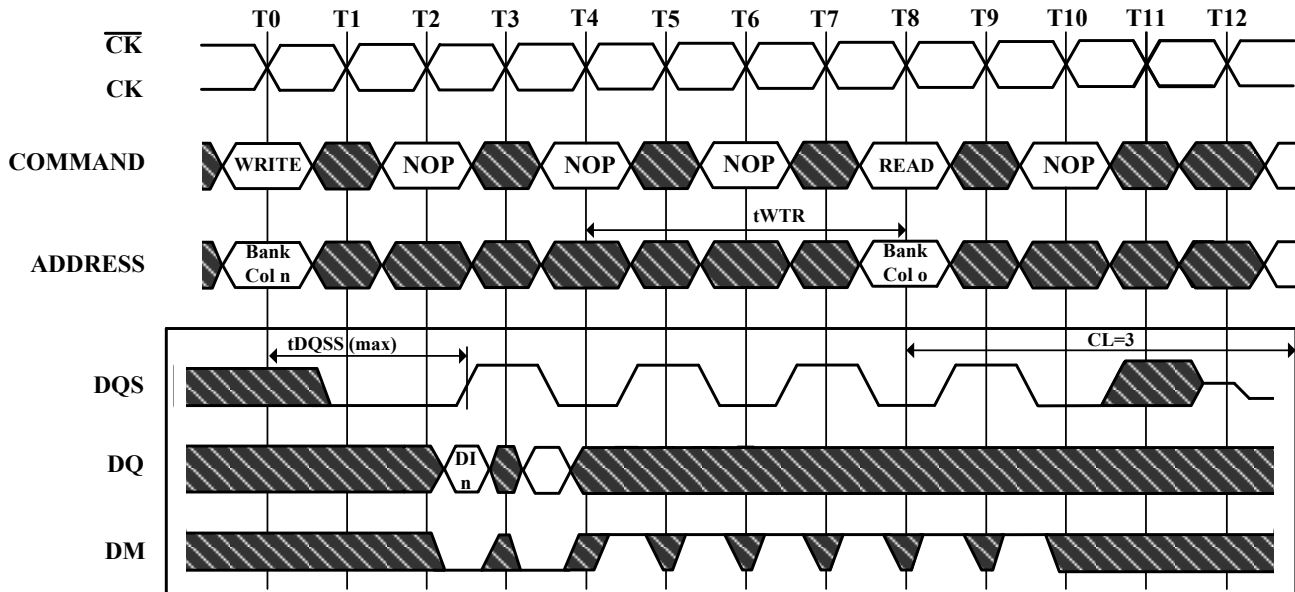 T0 T1 T2 T3 T4 T5 T6 T7 T8 T9 T10 T11 T12
CK
CK
COMMAND WRITE NOP NOP NOP READ NOP
tWTR
ADDRESS Bank Col n Bank Col o
tDQSS (max) CL=3
DQS
DQ DI n
DM